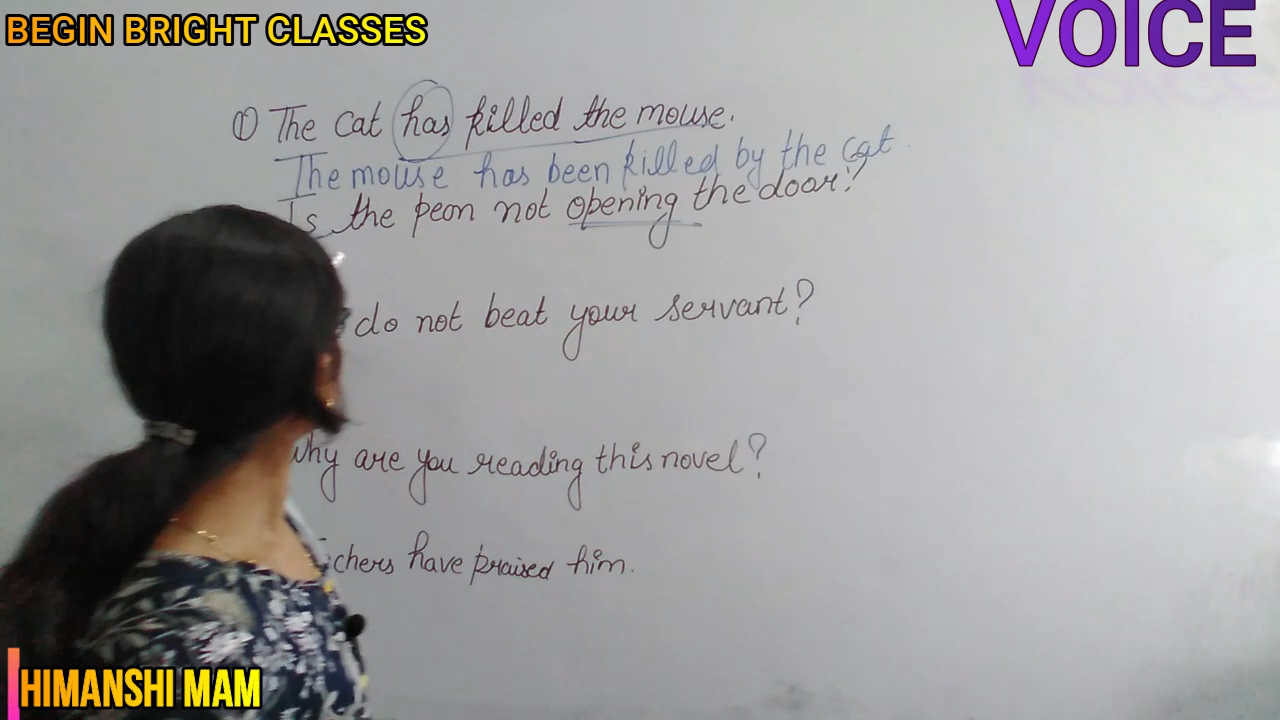 BEGIN BRIGHT CLASSES
VOICE
① The cat has killed the mouse.
The mouse has been killed by the cat.
Is the peon not opening the door?
do not beat your servant?
Why are you reading this novel?
chers have praised him.
HIMANSHI MAM